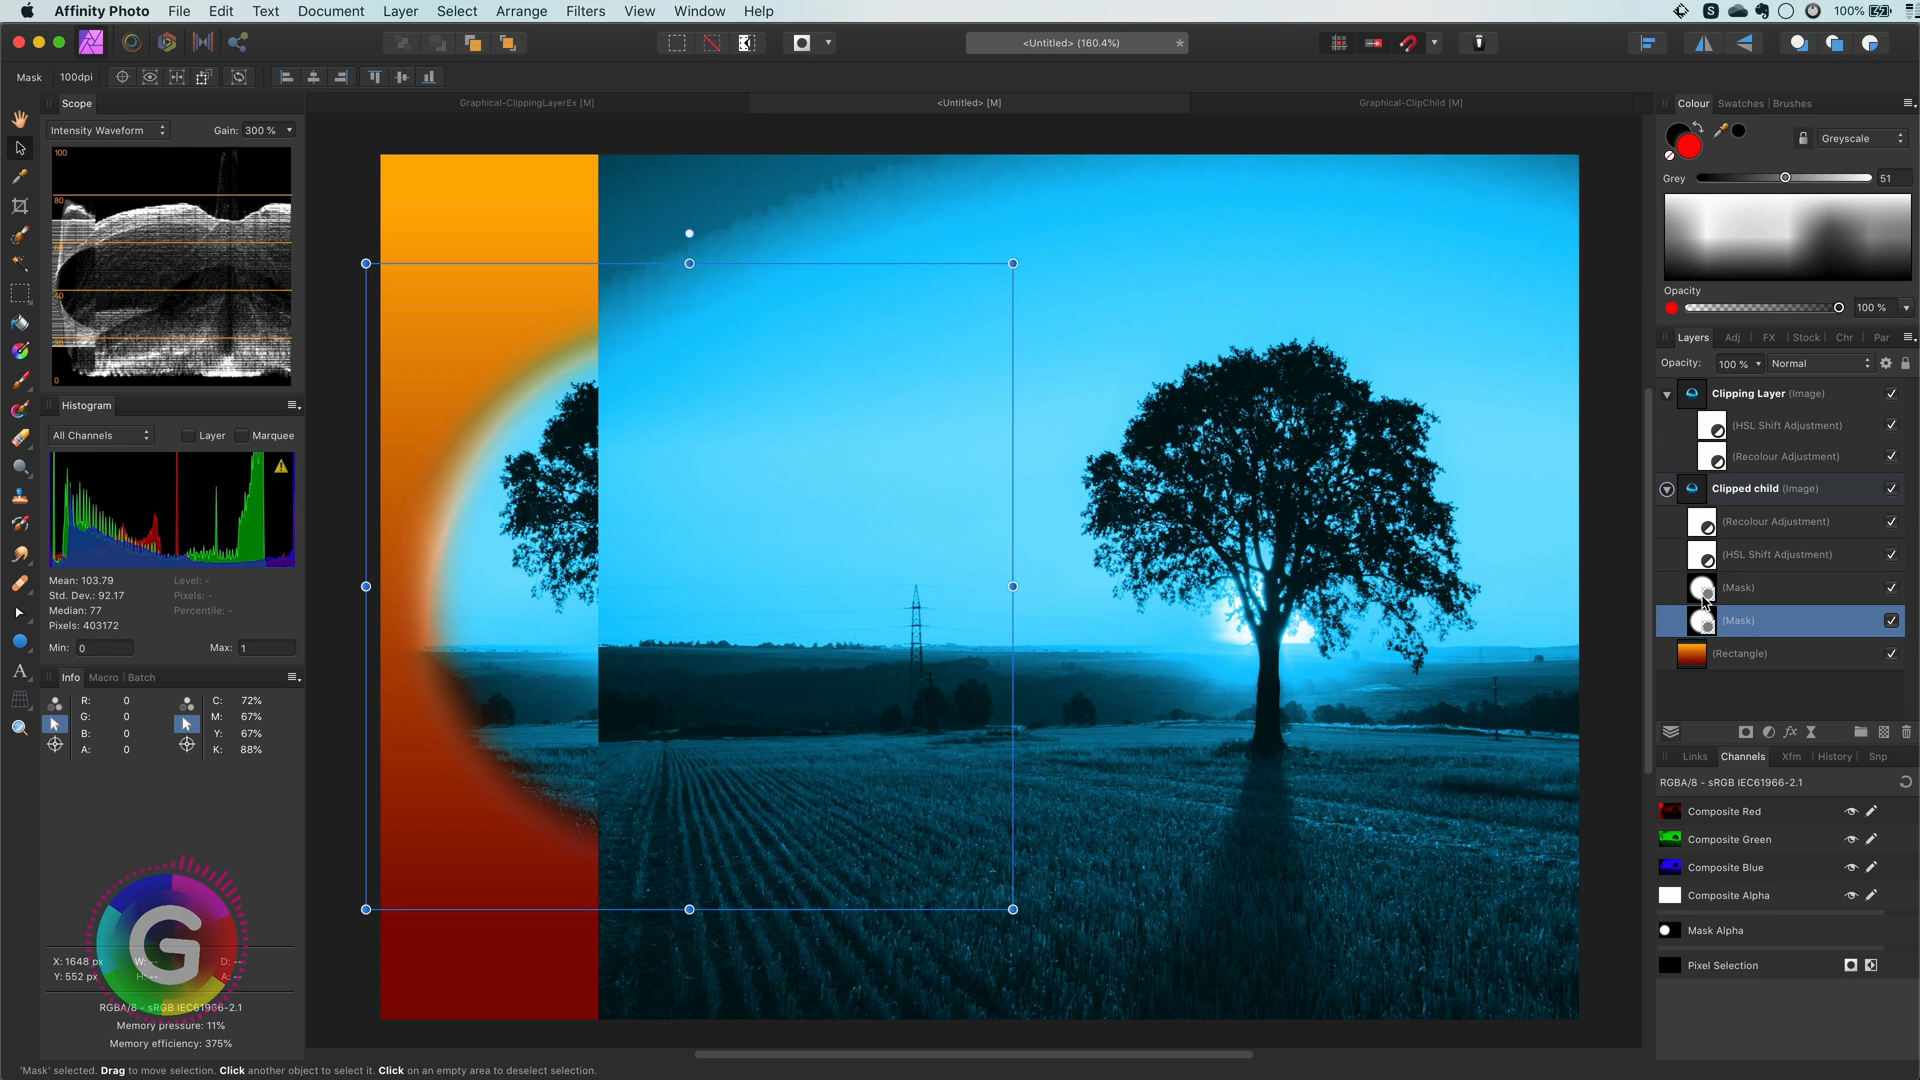 Affinity Photo File Edit Text Document Layer Select Arrange Filters View Window Help 100%
<Untitled> (160.4%) *
Mask 100dpi
Scope
Graphical-ClippingLayerEx [M] <Untitled> [M] Graphical-ClipChild [M]
Colour Swatches Brushes
Intensity Waveform Gain: 300 %
Greyscale
100
80
40
20
0
Grey 51
Opacity
100 %
Layers Adj FX Stock Chr Par
Opacity: 100 % Normal
Clipping Layer (Image)
(HSL Shift Adjustment)
(Recolour Adjustment)
Clipped child (Image)
(Recolour Adjustment)
(HSL Shift Adjustment)
(Mask)
(Mask)
(Rectangle)
Histogram
All Channels Layer Marquee
Mean: 103.79 Level: -
Std. Dev.: 92.17 Pixels: -
Median: 77 Percentile: -
Pixels: 403172
Min: 0 Max: 1
Info Macro Batch
R: 0 C: 72%
G: 0 M: 67%
B: 0 Y: 67%
A: 0 K: 88%
Links Channels Xfm History Snp
RGBA/8 - sRGB IEC61966-2.1
Composite Red
Composite Green
Composite Blue
Composite Alpha
Mask Alpha
Pixel Selection
G
X: 1648 px W: -- D: --
Y: 552 px H: -- A: --
RGBA/8 - sRGB IEC61966-2.1
Memory pressure: 11%
Memory efficiency: 375%
'Mask' selected. Drag to move selection. Click another object to select it. Click on an empty area to deselect selection.